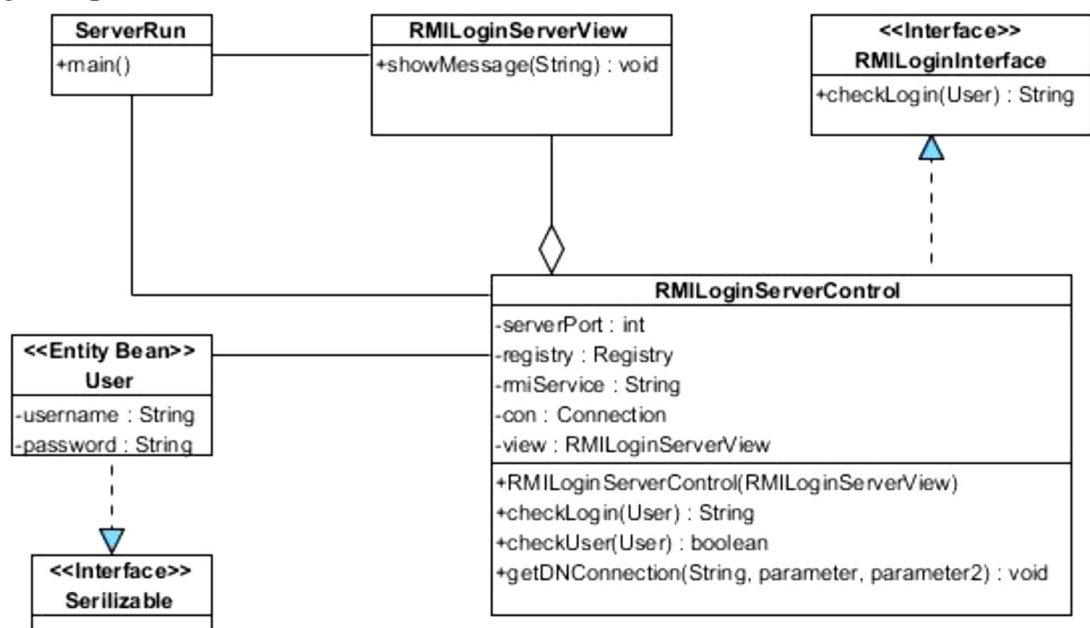 ServerRun
+main()
RMILoginServerView
+showMessage(String) : void
<<Interface>>
RMILoginInterface
+checkLogin(User) : String
RMILoginServerControl
-serverPort : int
-registry : Registry
-rmiService : String
-con : Connection
-view : RMILoginServerView
+RMILoginServerControl(RMILoginServerView)
+checkLogin(User) : String
+checkUser(User) : boolean
+getDNConnection(String, parameter, parameter2) : void
<<Entity Bean>>
User
-username : String
-password : String
<<Interface>>
Serilizable